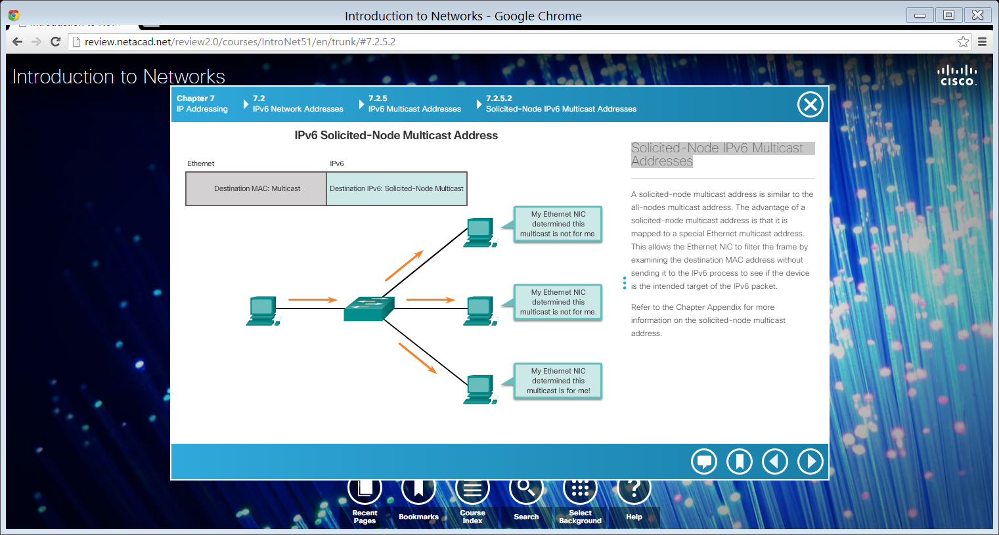 Introduction to Networks - Google Chrome
review.netacad.net/review2.0/courses/IntroNet51/en/trunk/#7.2.5.2
Introduction to Networks
CISCO
Chapter 7
IP Addressing
7.2
IPv6 Network Addresses
7.2.5
IPv6 Multicast Addresses
7.2.5.2
Solicited-Node IPv6 Multicast Addresses
IPv6 Solicited-Node Multicast Address
Ethernet
IPv6
Destination MAC: Multicast
Destination IPv6: Solicited-Node Multicast
My Ethernet NIC
determined this
multicast is not for me.
My Ethernet NIC
determined this
multicast is not for me.
My Ethernet NIC
determined this
multicast is for me!
Solicited-Node IPv6 Multicast
Addresses
A solicited-node multicast address is similar to the
all-nodes multicast address. The advantage of a
solicited-node multicast address is that it is
mapped to a special Ethernet multicast address.
This allows the Ethernet NIC to filter the frame by
examining the destination MAC address without
sending it to the IPv6 process to see if the device
is the intended target of the IPv6 packet.
Refer to the Chapter Appendix for more
information on the solicited-node multicast
address.
Recent
Pages
Bookmarks
Course
Index
Search
Select
Background
?
Help